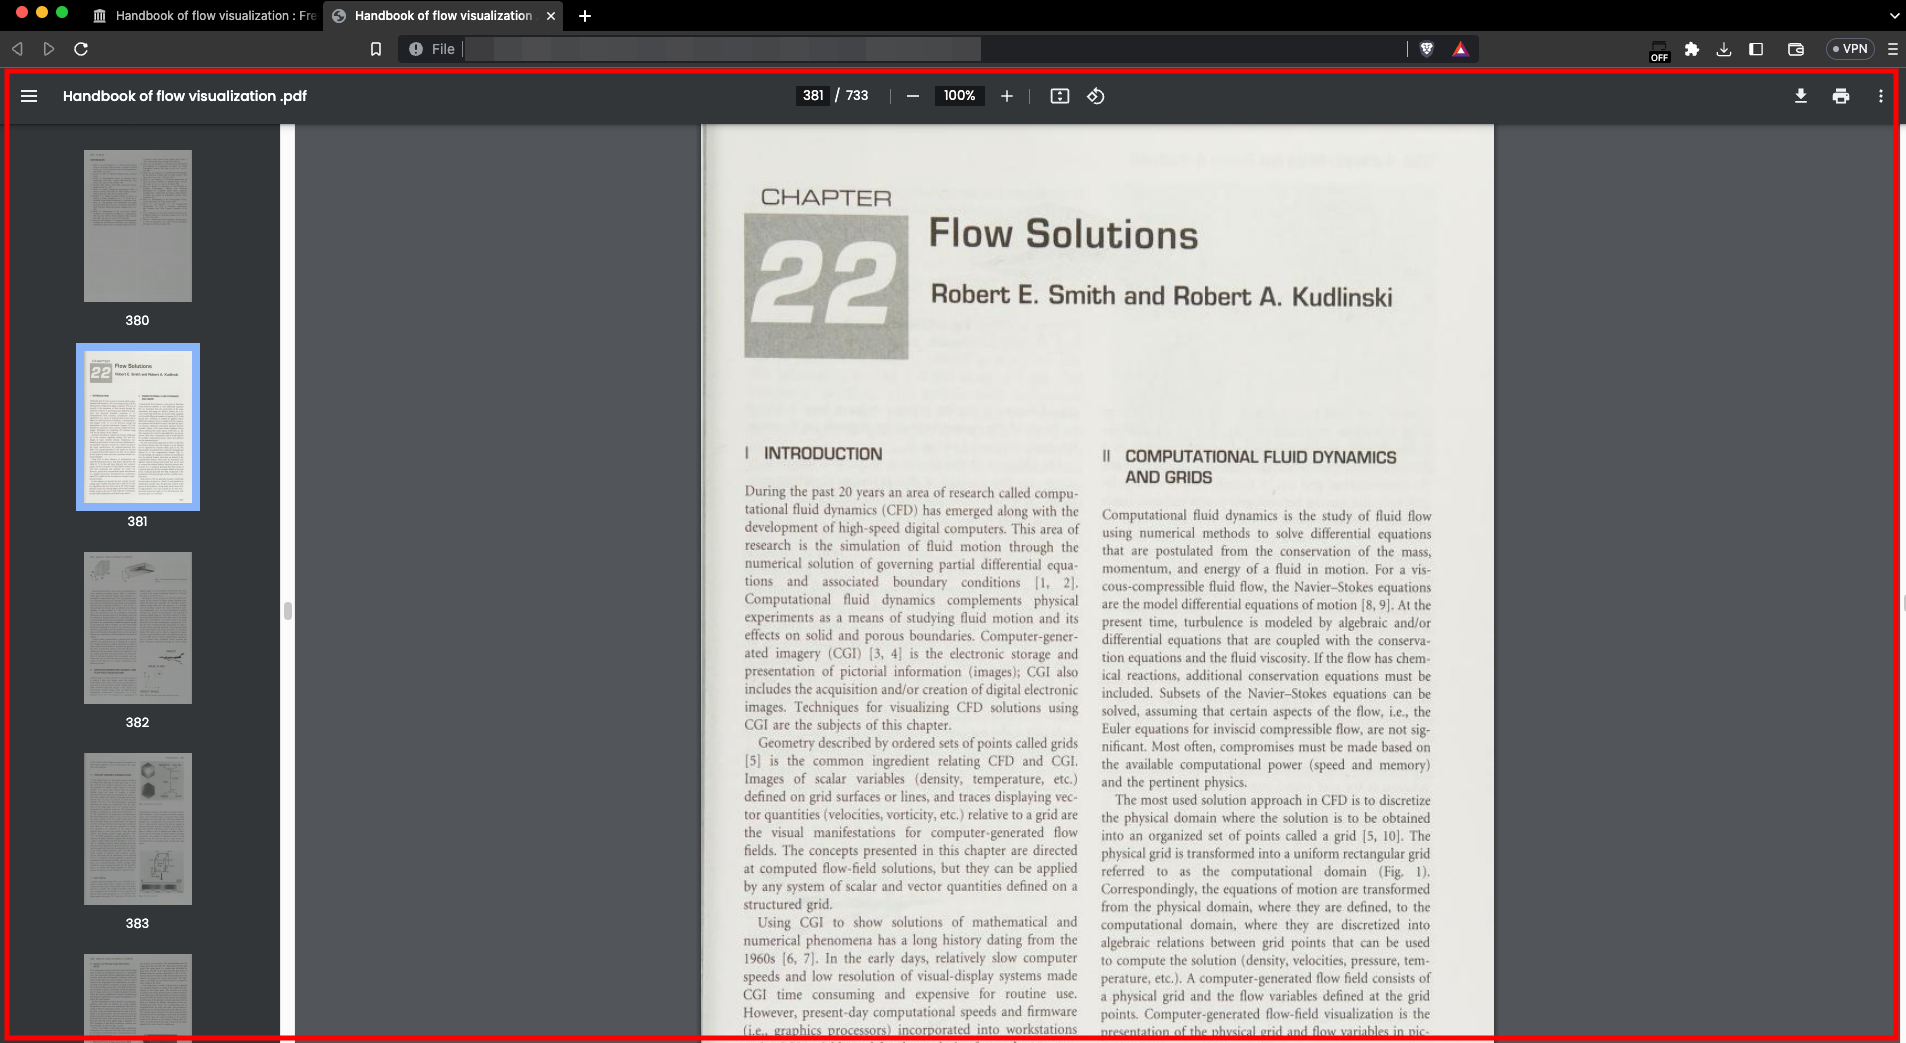 Handbook of flow visualization : Fre
Handbook of flow visualization
File
OFF
VPN
Handbook of flow visualization .pdf
381 / 733
100%
380
22
Flow Solutions
Robert E. Smith and Robert A. Kudlinski
381
382
383
CHAPTER
22
Flow Solutions
Robert E. Smith and Robert A. Kudlinski
I INTRODUCTION
During the past 20 years an area of research called compu-
tational fluid dynamics (CFD) has emerged along with the
development of high-speed digital computers. This area of
research is the simulation of fluid motion through the
numerical solution of governing partial differential equa-
tions and associated boundary conditions [1, 2].
Computational fluid dynamics complements physical
experiments as a means of studying fluid motion and its
effects on solid and porous boundaries. Computer-gener-
ated imagery (CGI) [3, 4] is the electronic storage and
presentation of pictorial information (images); CGI also
includes the acquisition and/or creation of digital electronic
images. Techniques for visualizing CFD solutions using
CGI are the subjects of this chapter.
Geometry described by ordered sets of points called grids
[5] is the common ingredient relating CFD and CGI.
Images of scalar variables (density, temperature, etc.)
defined on grid surfaces or lines, and traces displaying vec-
tor quantities (velocities, vorticity, etc.) relative to a grid are
the visual manifestations for computer-generated flow
fields. The concepts presented in this chapter are directed
at computed flow-field solutions, but they can be applied
by any system of scalar and vector quantities defined on a
structured grid.
Using CGI to show solutions of mathematical and
numerical phenomena has a long history dating from the
1960s [6, 7]. In the early days, relatively slow computer
speeds and low resolution of visual-display systems made
CGI time consuming and expensive for routine use.
However, present-day computational speeds and firmware
(i.e., graphics processors) incorporated into workstations
II COMPUTATIONAL FLUID DYNAMICS
AND GRIDS
Computational fluid dynamics is the study of fluid flow
using numerical methods to solve differential equations
that are postulated from the conservation of the mass,
momentum, and energy of a fluid in motion. For a vis-
cous-compressible fluid flow, the Navier–Stokes equations
are the model differential equations of motion [8, 9]. At the
present time, turbulence is modeled by algebraic and/or
differential equations that are coupled with the conserva-
tion equations and the fluid viscosity. If the flow has chem-
ical reactions, additional conservation equations must be
included. Subsets of the Navier–Stokes equations can be
solved, assuming that certain aspects of the flow, i.e., the
Euler equations for inviscid compressible flow, are not sig-
nificant. Most often, compromises must be made based on
the available computational power (speed and memory)
and the pertinent physics.
The most used solution approach in CFD is to discretize
the physical domain where the solution is to be obtained
into an organized set of points called a grid [5, 10]. The
physical grid is transformed into a uniform rectangular grid
referred to as the computational domain (Fig. 1).
Correspondingly, the equations of motion are transformed
from the physical domain, where they are defined, to the
computational domain, where they are discretized into
algebraic relations between grid points that can be used
to compute the solution (density, velocities, pressure, tem-
perature, etc.). A computer-generated flow field consists of
a physical grid and the flow variables defined at the grid
points. Computer-generated flow-field visualization is the
presentation of the physical grid and flow variables in pic-